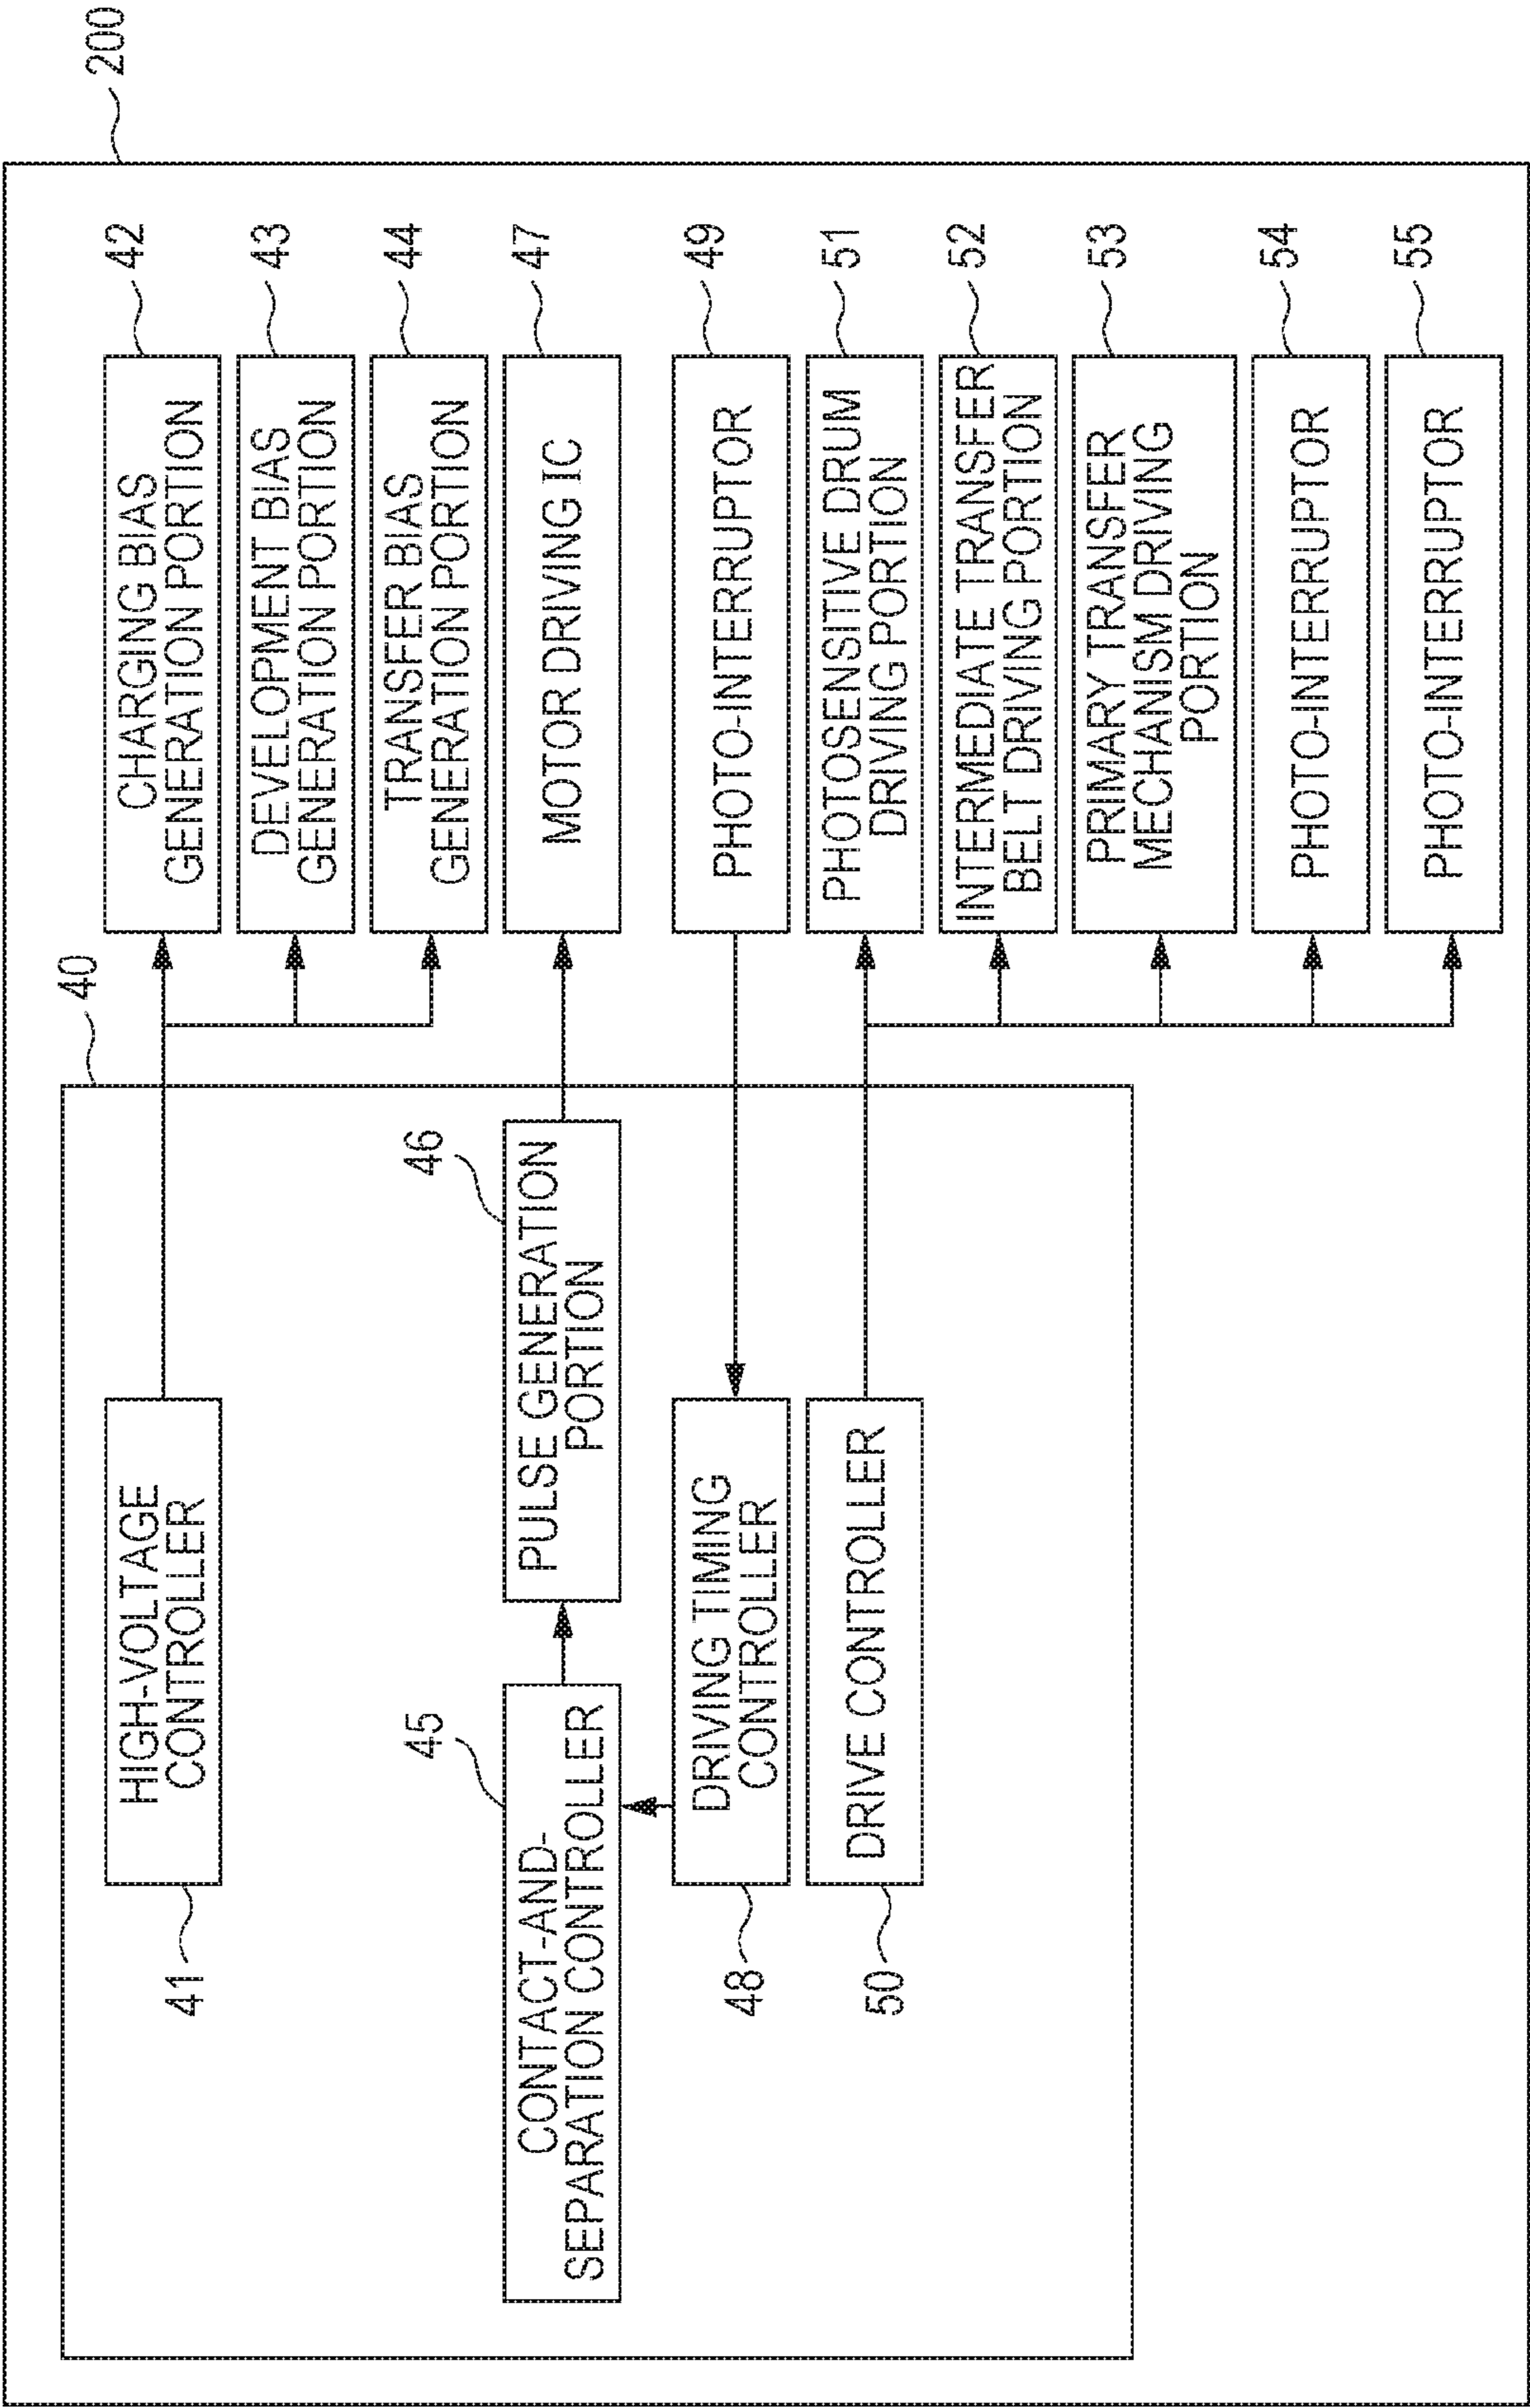 200
40
HIGH-VOLTAGE
CONTROLLER
41
CHARGING BIAS
GENERATION PORTION
42
DEVELOPMENT BIAS
GENERATION PORTION
43
TRANSFER BIAS
GENERATION PORTION
44
CONTACT-AND-
SEPARATION CONTROLLER
45
PULSE GENERATION
PORTION
46
MOTOR DRIVING IC
47
DRIVING TIMING
CONTROLLER
48
PHOTO-INTERRUPTOR
49
DRIVE CONTROLLER
50
PHOTOSENSITIVE DRUM
DRIVING PORTION
51
INTERMEDIATE TRANSFER
BELT DRIVING PORTION
52
PRIMARY TRANSFER
MECHANISM DRIVING
PORTION
53
PHOTO-INTERRUPTOR
54
PHOTO-INTERRUPTOR
55